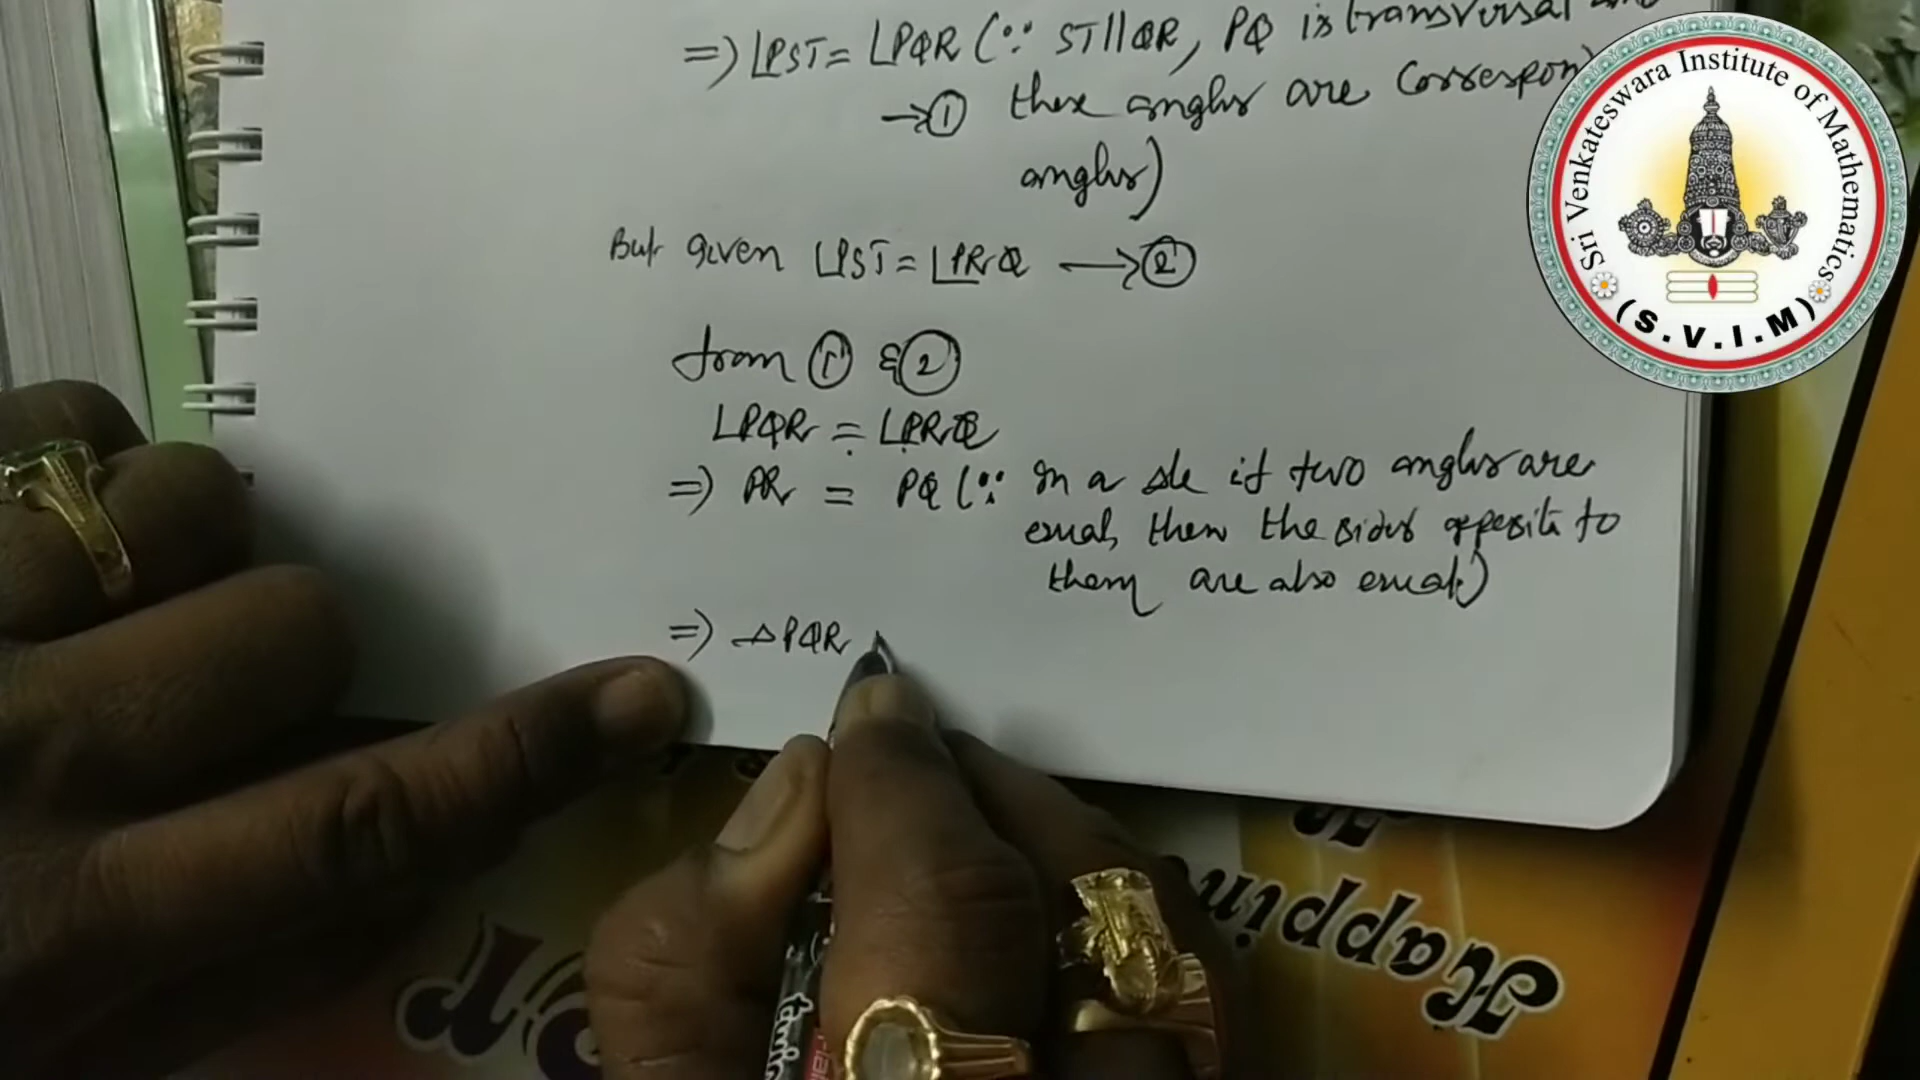 ⇒ ∠PST = ∠PQR (∵ ST∥QR, PQ is transversal
→① these angles are Correspon
angles)
But given ∠PST = ∠PRQ ⟶②
from ① & ②
∠PQR = ∠PRQ
⇒ PR = PQ (∵ In a △le if two angles are
equal, then the sides opposite to
them are also equal)
⇒ △PQR
Sri Venkateswara Institute of Mathematics
(S.V.I.M)
Happin